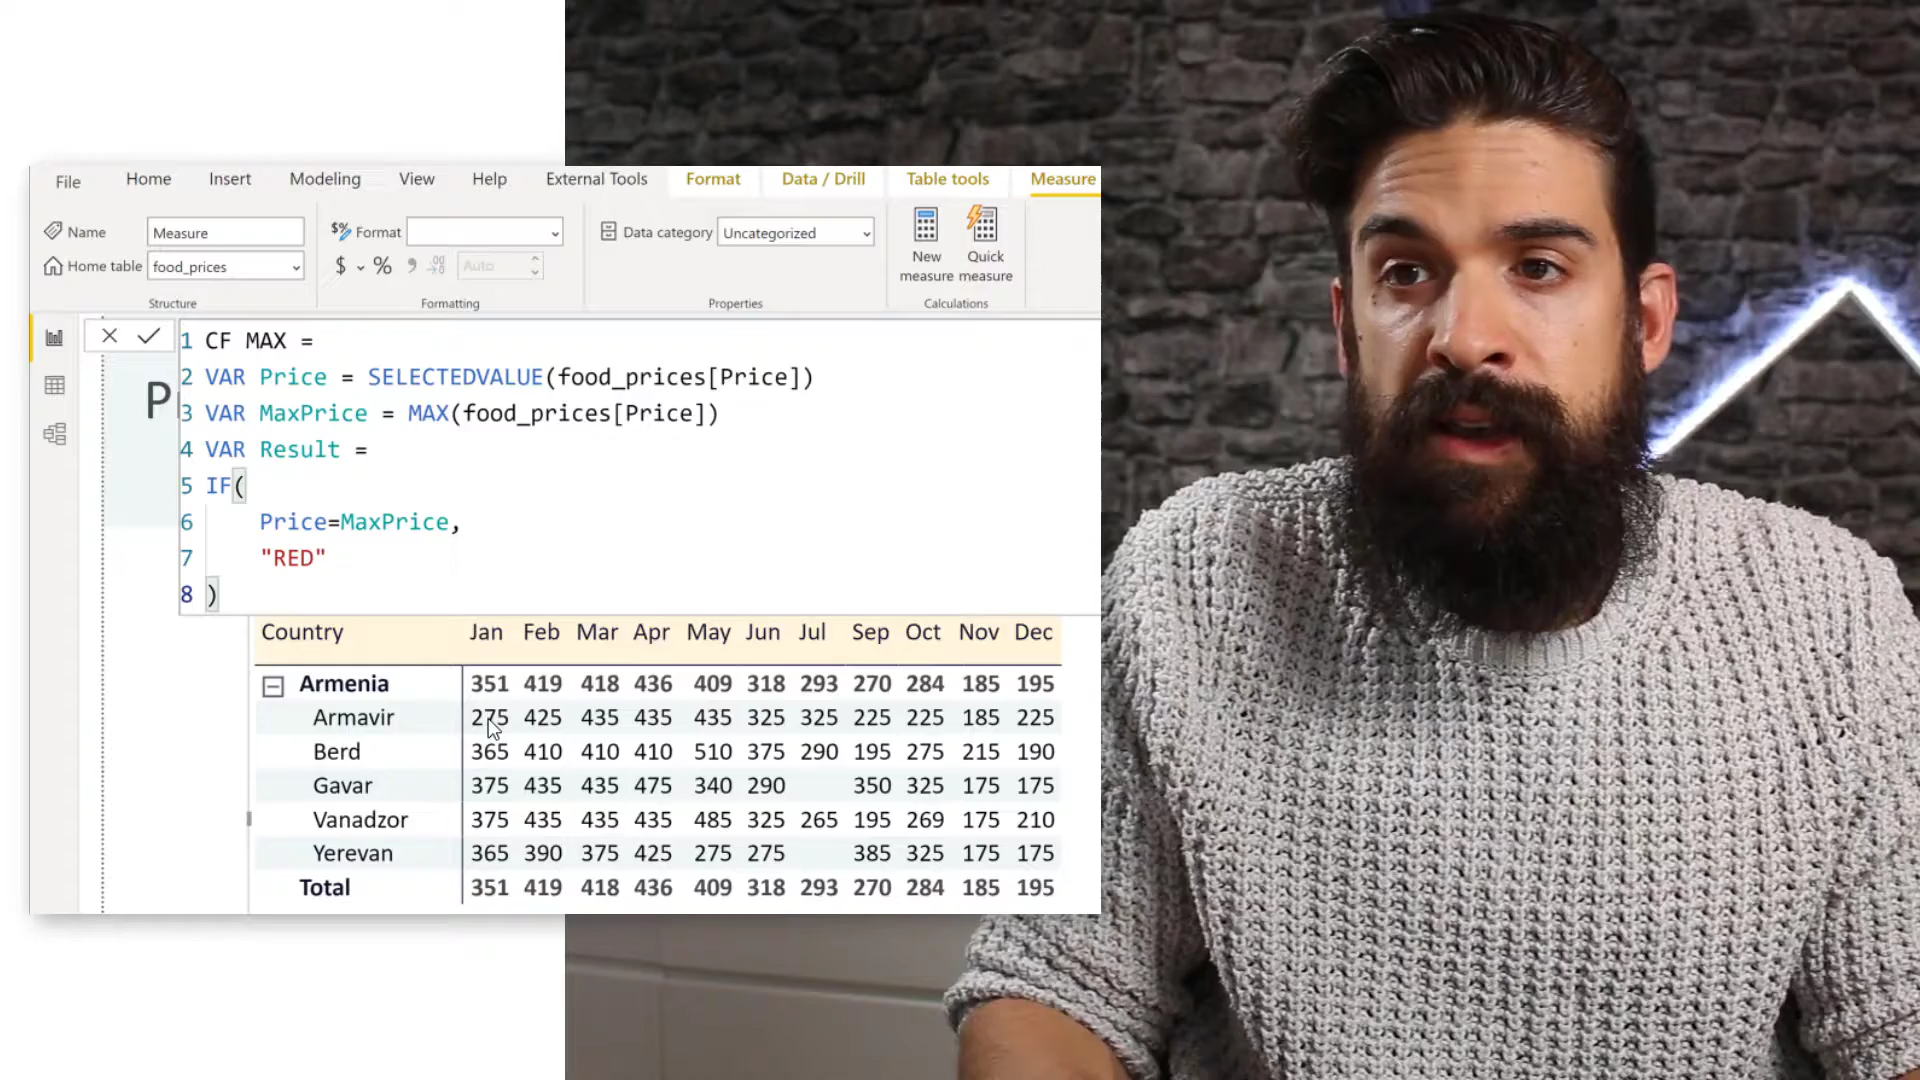 File Home Insert Modeling View Help External Tools Format Data / Drill Table tools Measure
Name Measure $% Format Data category Uncategorized New measure Quick measure
Home table food_prices $ % 9 .00 Auto
Structure Formatting Properties Calculations
1 CF MAX =
2 VAR Price = SELECTEDVALUE(food_prices[Price])
P
3 VAR MaxPrice = MAX(food_prices[Price])
4 VAR Result =
5 IF(
6 Price=MaxPrice,
7 "RED"
8 )
Country Jan Feb Mar Apr May Jun Jul Sep Oct Nov Dec
Armenia 351 419 418 436 409 318 293 270 284 185 195
Armavir 275 425 435 435 435 325 325 225 225 185 225
Berd 365 410 410 410 510 375 290 195 275 215 190
Gavar 375 435 435 475 340 290 350 325 175 175
Vanadzor 375 435 435 435 485 325 265 195 269 175 210
Yerevan 365 390 375 425 275 275 385 325 175 175
Total 351 419 418 436 409 318 293 270 284 185 195